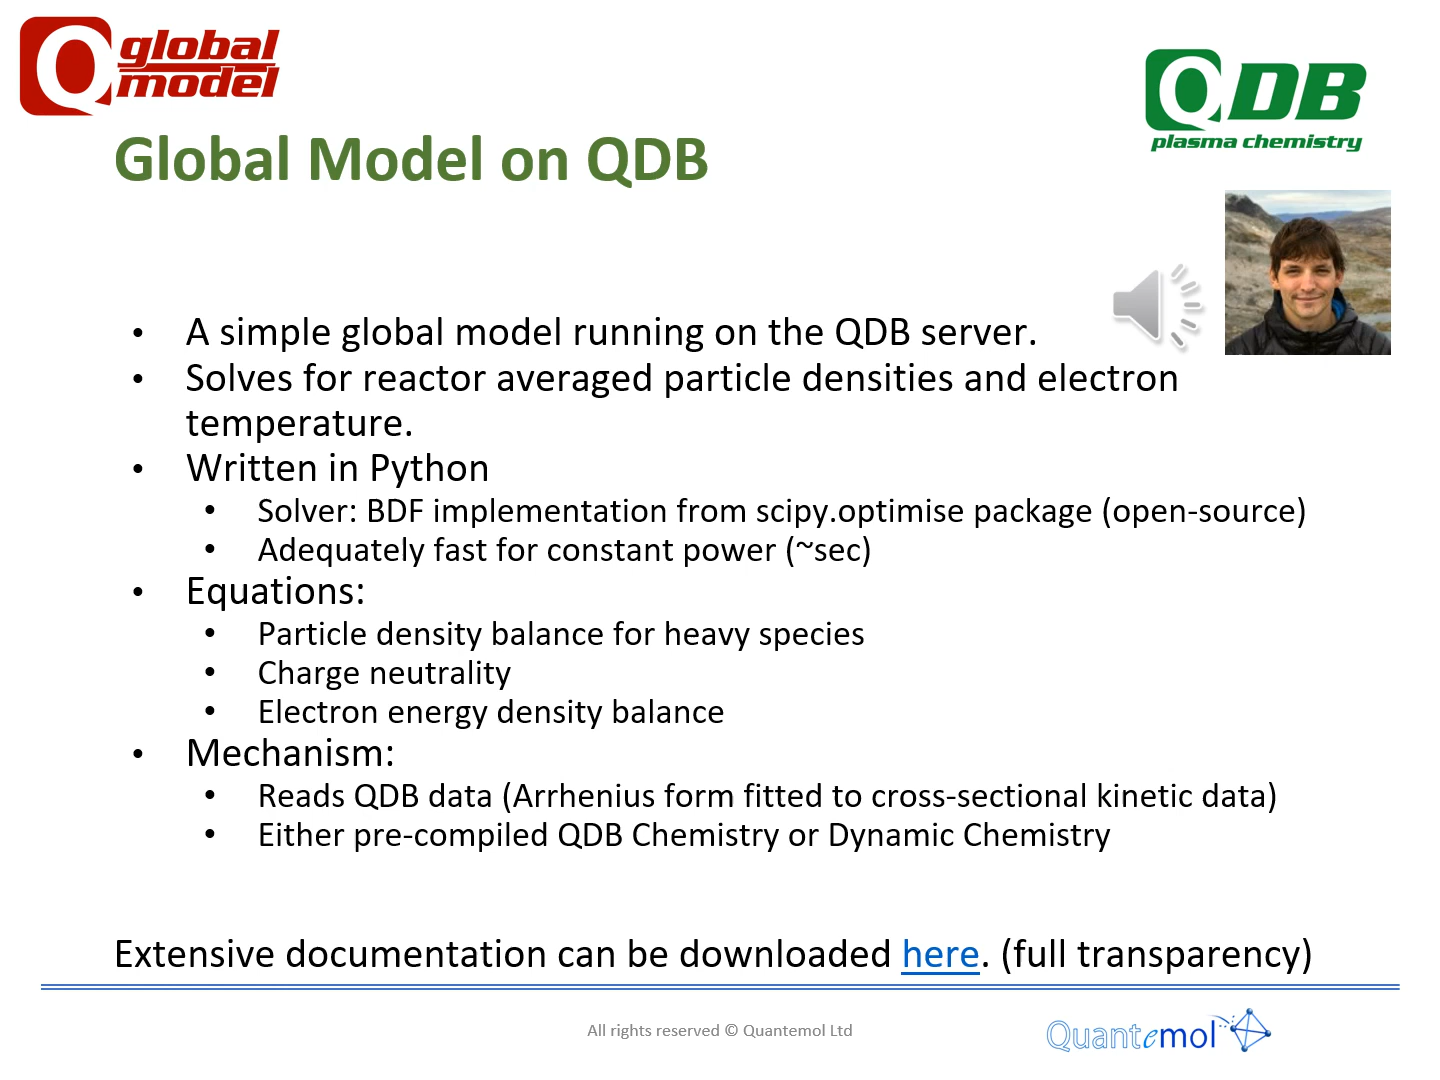 Q global model
QDB
plasma chemistry
Global Model on QDB
• A simple global model running on the QDB server.
• Solves for reactor averaged particle densities and electron
temperature.
• Written in Python
• Solver: BDF implementation from scipy.optimise package (open-source)
• Adequately fast for constant power (~sec)
• Equations:
• Particle density balance for heavy species
• Charge neutrality
• Electron energy density balance
• Mechanism:
• Reads QDB data (Arrhenius form fitted to cross-sectional kinetic data)
• Either pre-compiled QDB Chemistry or Dynamic Chemistry
Extensive documentation can be downloaded here. (full transparency)
All rights reserved © Quantemol Ltd
Quantemol